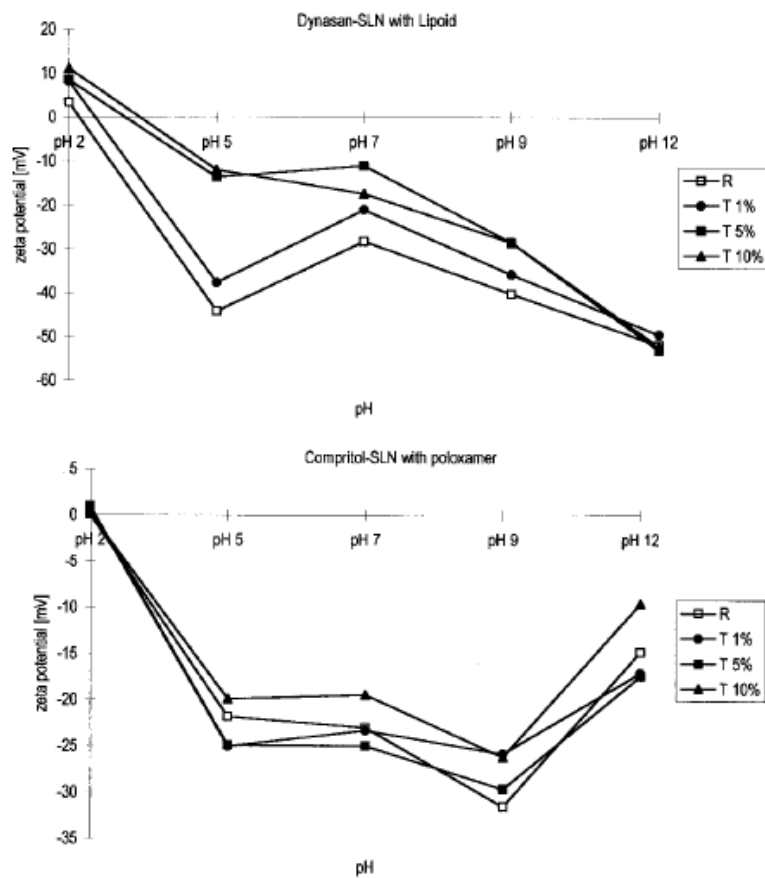 Dynasan-SLN with Lipoid
20
10
0
pH 2 pH 5 pH 7 pH 9 pH 12
-10
-20
-30
-40
-50
-60
zeta potential [mV]
pH
R
T 1%
T 5%
T 10%
Compritol-SLN with poloxamer
5
0
pH 2 pH 5 pH 7 pH 9 pH 12
-5
-10
-15
-20
-25
-30
-35
zeta potential [mV]
pH
R
T 1%
T 5%
T 10%